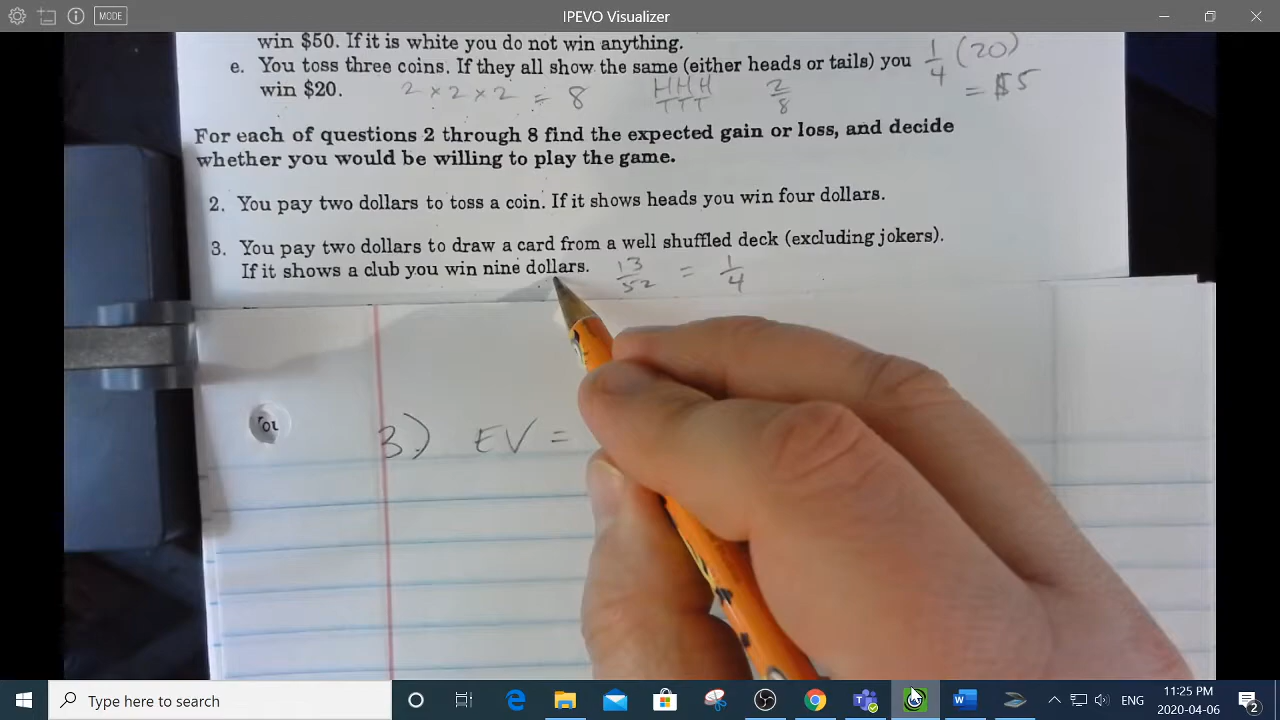 IPEVO Visualizer
MODE
win $50. If it is white you do not win anything.
e. You toss three coins. If they all show the same (either heads or tails) you 1/4 (20)
win $20. 2 × 2 × 2 = 8 HHH TTT 2/8 = $5
For each of questions 2 through 8 find the expected gain or loss, and decide
whether you would be willing to play the game.
2. You pay two dollars to toss a coin. If it shows heads you win four dollars.
3. You pay two dollars to draw a card from a well shuffled deck (excluding jokers).
If it shows a club you win nine dollars. 13/52 = 1/4
3) EV =
Type here to search
ENG
11:25 PM
2020-04-06
2